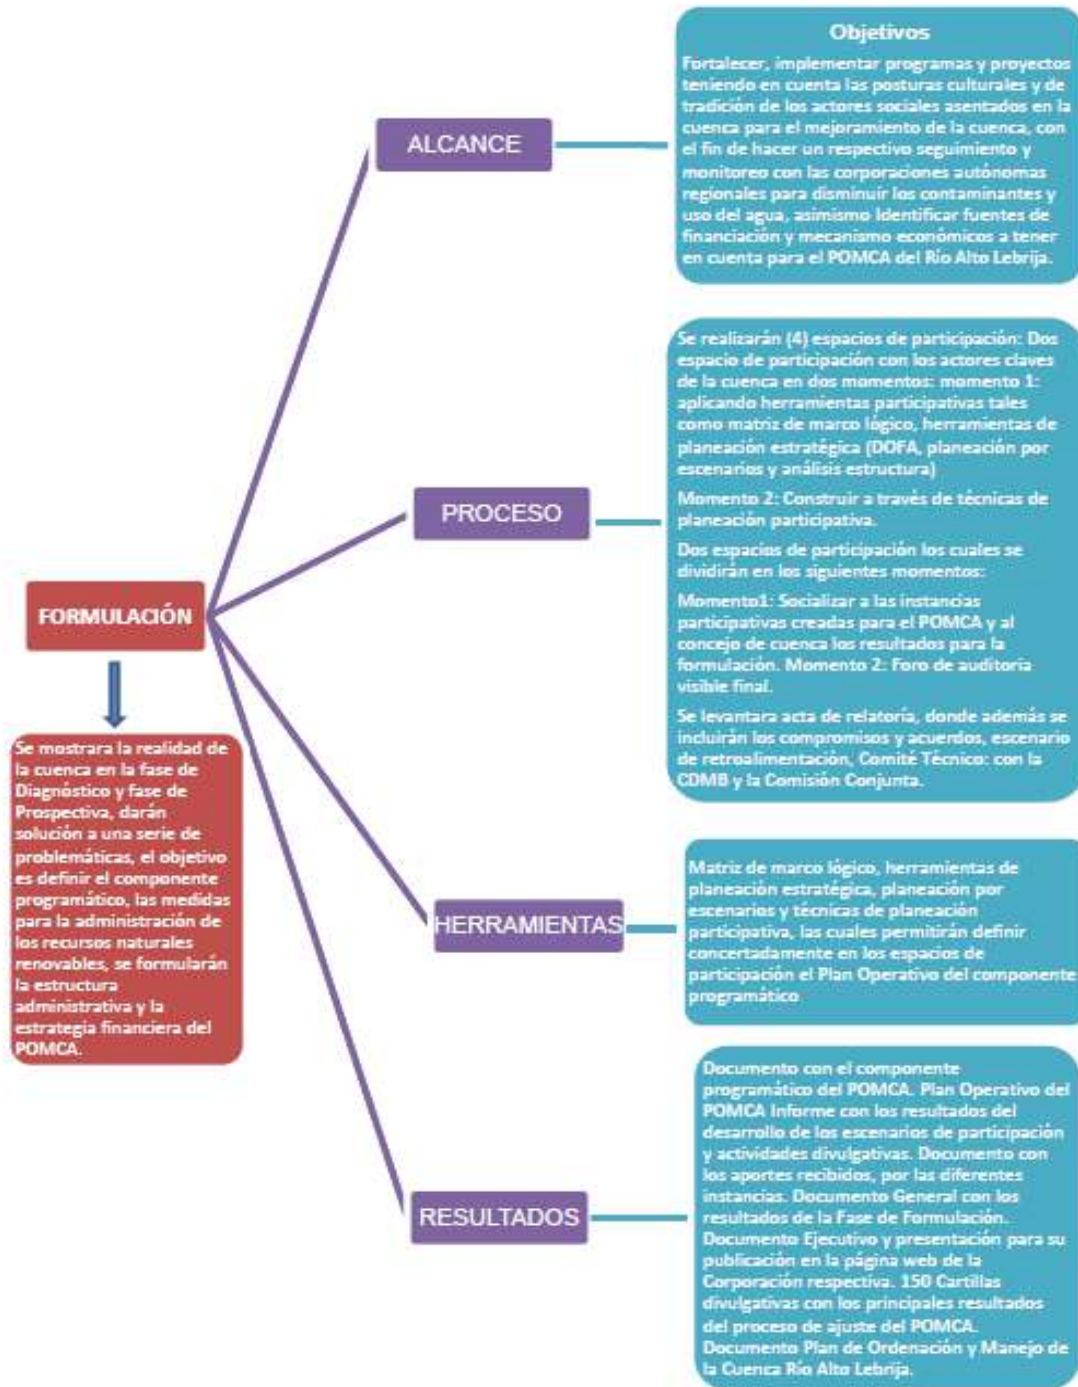 FORMULACIÓN
Se mostrara la realidad de
la cuenca en la fase de
Diagnóstico y fase de
Prospectiva, darán
solución a una serie de
problemáticas, el objetivo
es definir el componente
programático, las medidas
para la administración de
los recursos naturales
renovables, se formularán
la estructura
administrativa y la
estrategia financiera del
POMCA.
ALCANCE
Objetivos
Fortalecer, implementar programas y proyectos
teniendo en cuenta las posturas culturales y de
tradición de los actores sociales asentados en la
cuenca para el mejoramiento de la cuenca, con
el fin de hacer un respectivo seguimiento y
monitoreo con las corporaciones autónomas
regionales para disminuir los contaminantes y
uso del agua, asimismo Identificar fuentes de
financiación y mecanismo económicos a tener
en cuenta para el POMCA del Río Alto Lebrija.
PROCESO
Se realizarán (4) espacios de participación: Dos
espacio de participación con los actores claves
de la cuenca en dos momentos: momento 1:
aplicando herramientas participativas tales
como matriz de marco lógico, herramientas de
planeación estratégica (DOFA, planeación por
escenarios y análisis estructura)
Momento 2: Construir a través de técnicas de
planeación participativa.
Dos espacios de participación los cuales se
dividirán en los siguientes momentos:
Momento1: Socializar a las instancias
participativas creadas para el POMCA y al
concejo de cuenca los resultados para la
formulación. Momento 2: Foro de auditoria
visible final.
Se levantara acta de relatoría, donde además se
incluirán los compromisos y acuerdos, escenario
de retroalimentación, Comité Técnico: con la
CDMB y la Comisión Conjunta.
HERRAMIENTAS
Matriz de marco lógico, herramientas de
planeación estratégica, planeación por
escenarios y técnicas de planeación
participativa, las cuales permitirán definir
concertadamente en los espacios de
participación el Plan Operativo del componente
programático
RESULTADOS
Documento con el componente
programático del POMCA. Plan Operativo del
POMCA Informe con los resultados del
desarrollo de los escenarios de participación
y actividades divulgativas. Documento con
los aportes recibidos, por las diferentes
instancias. Documento General con los
resultados de la Fase de Formulación.
Documento Ejecutivo y presentación para su
publicación en la página web de la
Corporación respectiva. 150 Cartillas
divulgativas con los principales resultados
del proceso de ajuste del POMCA.
Documento Plan de Ordenación y Manejo de
la Cuenca Río Alto Lebrija.